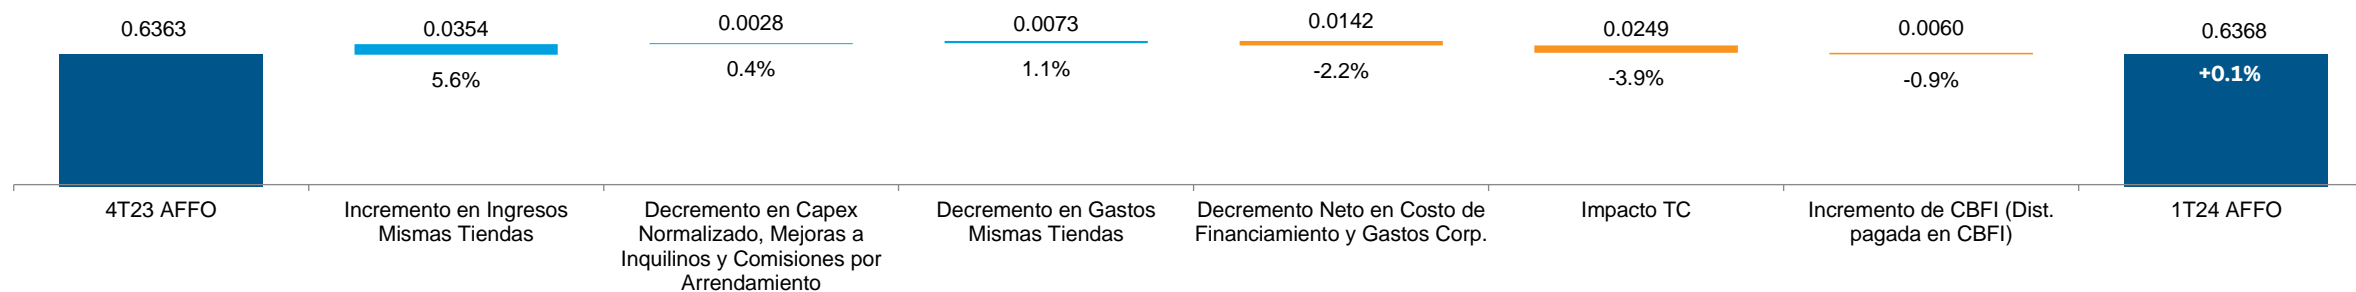 0.6363
0.0354
0.0028
0.0073
0.0142
0.0249
0.0060
0.6368
5.6%
0.4%
1.1%
-2.2%
-3.9%
-0.9%
+0.1%
4T23 AFFO
Incremento en Ingresos
Mismas Tiendas
Decremento en Capex
Normalizado, Mejoras a
Inquilinos y Comisiones por
Arrendamiento
Decremento en Gastos
Mismas Tiendas
Decremento Neto en Costo de
Financiamiento y Gastos Corp.
Impacto TC
Incremento de CBFI (Dist.
pagada en CBFI)
1T24 AFFO